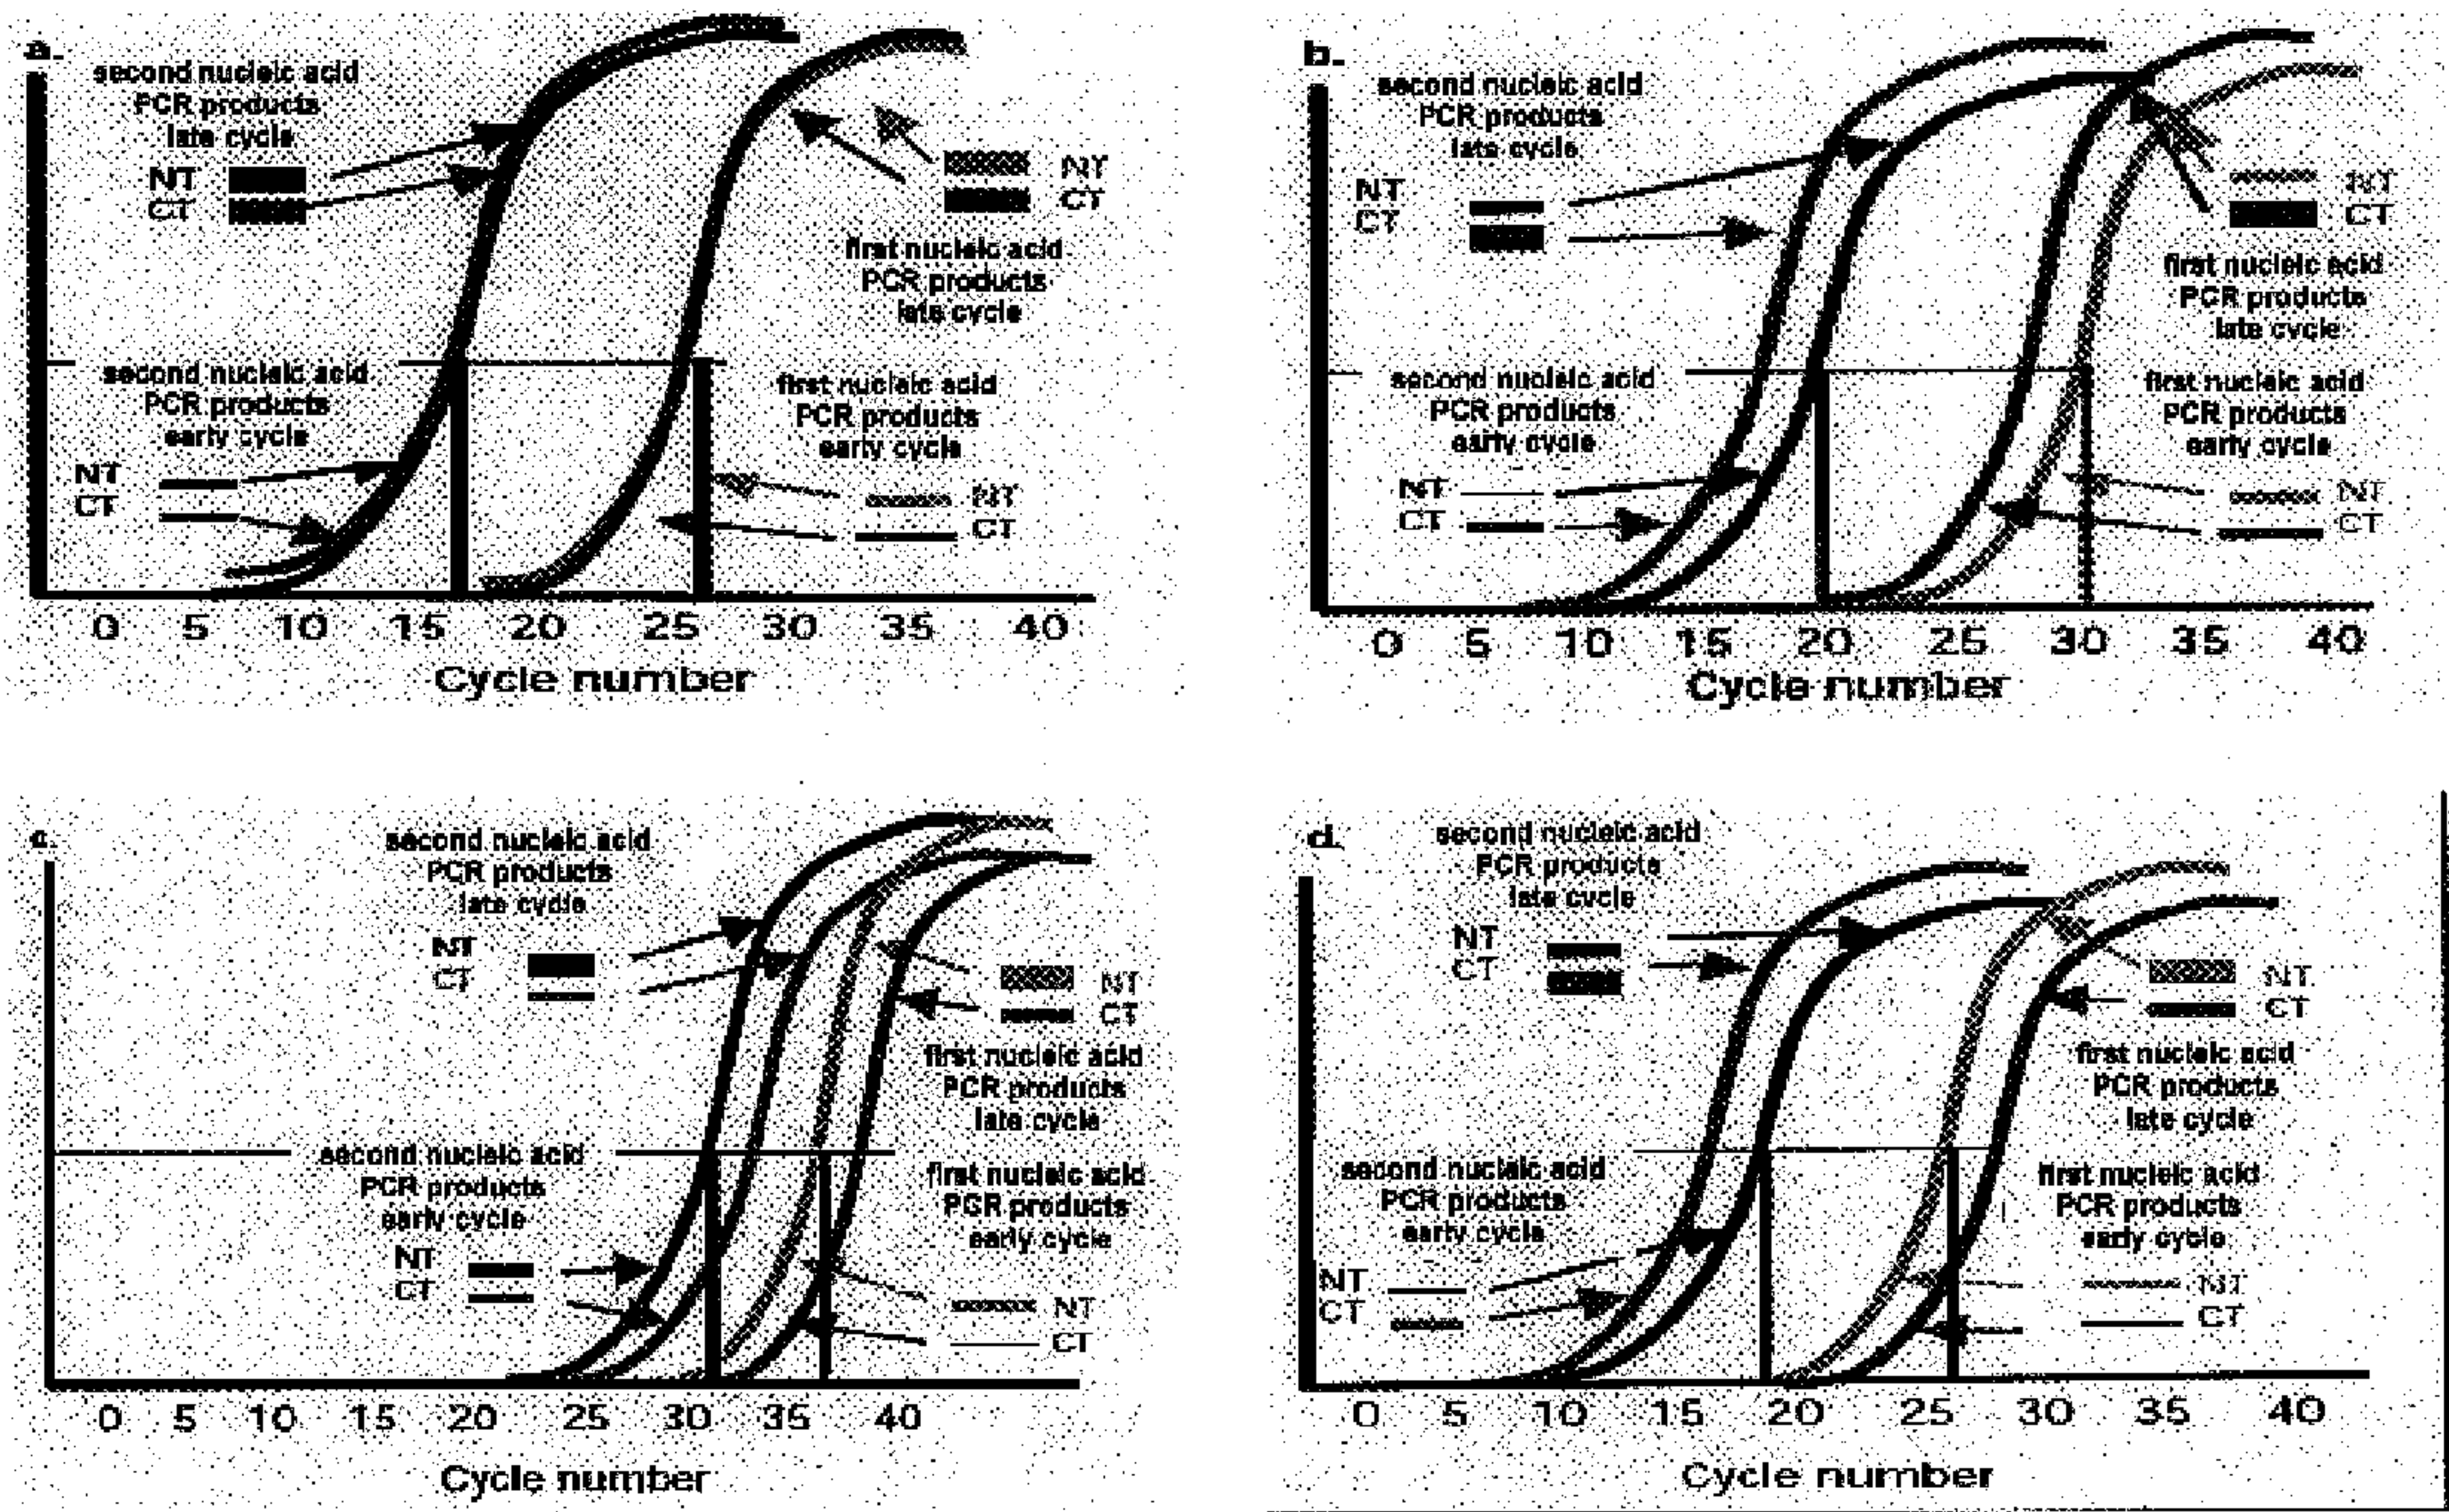 a.
second nucleic acid
PCR products
late cycle
NT
CT
NT
CT
first nucleic acid
PCR products
late cycle
second nucleic acid
PCR products
early cycle
NT
CT
first nucleic acid
PCR products
early cycle
NT
CT
0 5 10 15 20 25 30 35 40
Cycle number
b.
second nucleic acid
PCR products
late cycle
NT
CT
NT
CT
first nucleic acid
PCR products
late cycle
second nucleic acid
PCR products
early cycle
NT
CT
first nucleic acid
PCR products
early cycle
NT
CT
0 5 10 15 20 25 30 35 40
Cycle number
c.
second nucleic acid
PCR products
late cycle
NT
CT
NT
CT
first nucleic acid
PCR products
late cycle
second nucleic acid
PCR products
early cycle
NT
CT
first nucleic acid
PCR products
early cycle
NT
CT
0 5 10 15 20 25 30 35 40
Cycle number
d.
second nucleic acid
PCR products
late cycle
NT
CT
NT
CT
first nucleic acid
PCR products
late cycle
second nucleic acid
PCR products
early cycle
NT
CT
first nucleic acid
PCR products
early cycle
NT
CT
0 5 10 15 20 25 30 35 40
Cycle number